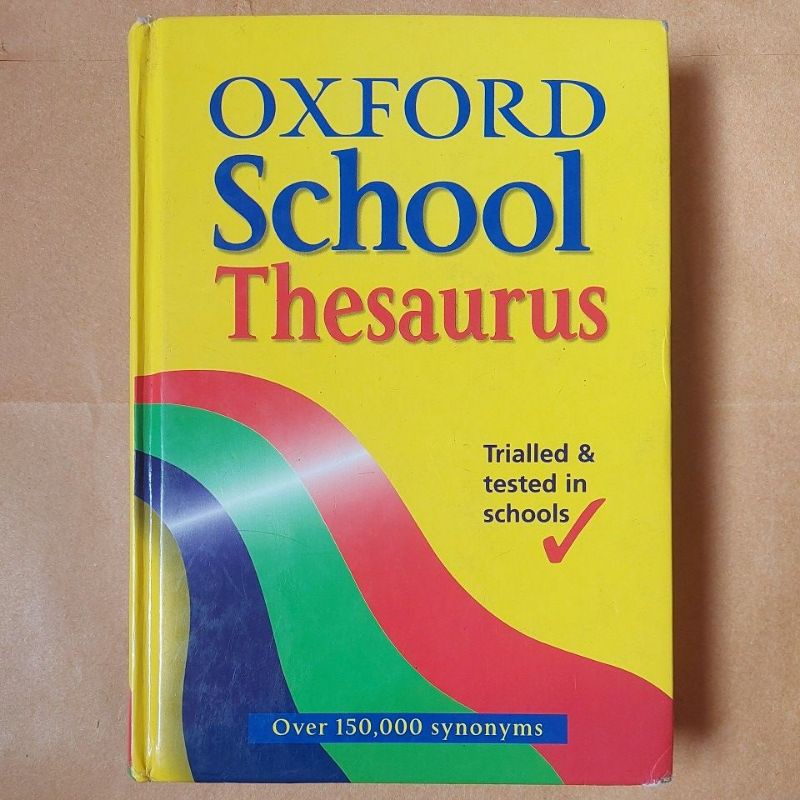 OXFORD
School
Thesaurus
Trialled &
tested in
schools
Over 150,000 synonyms